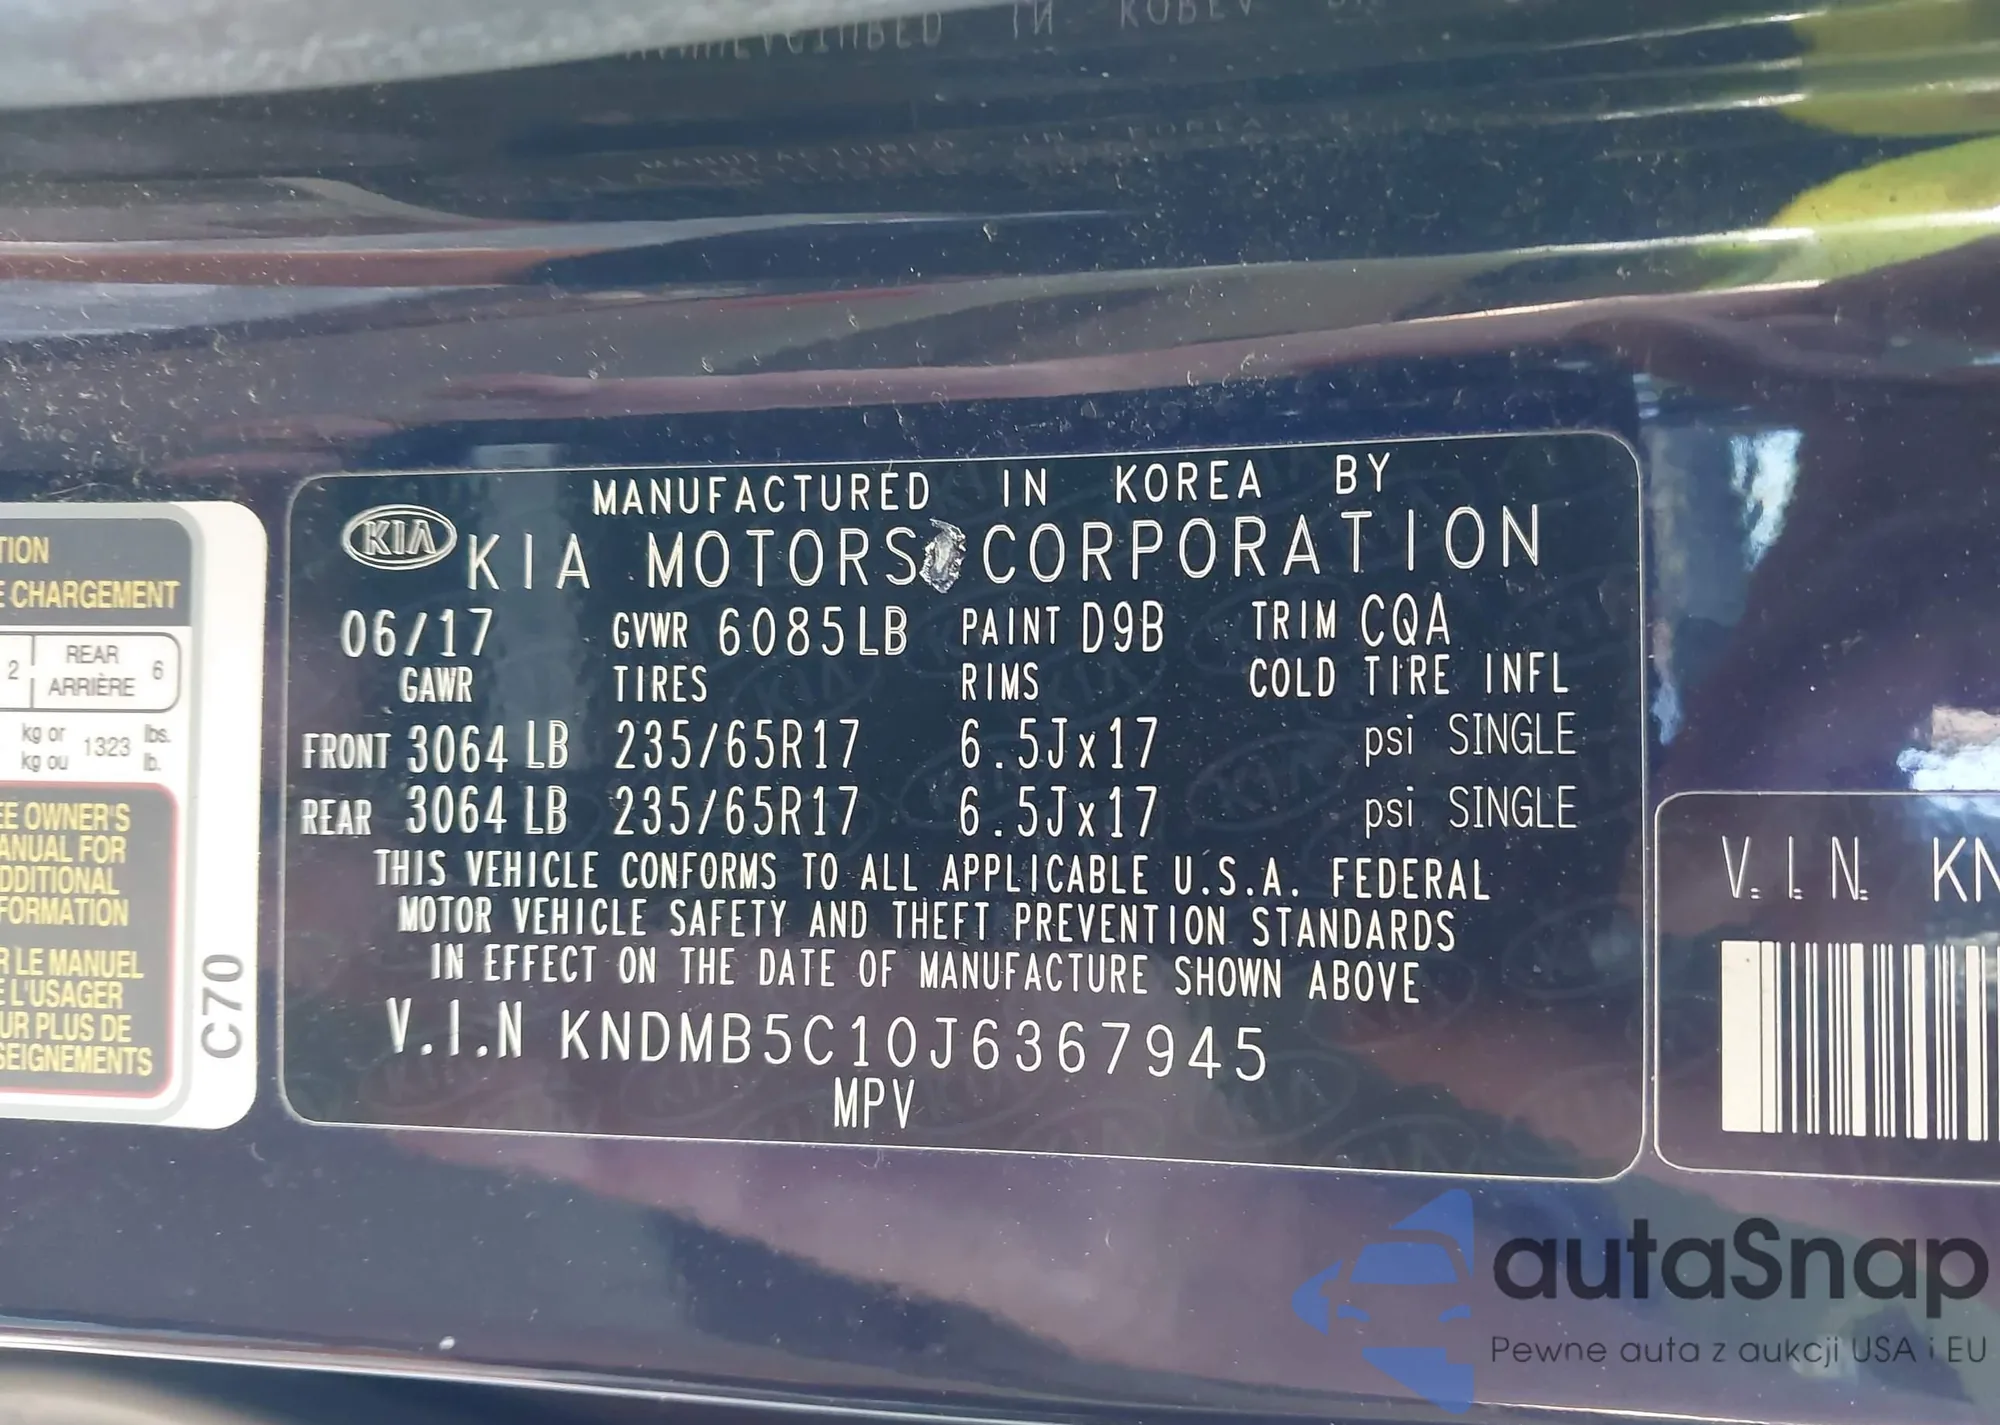 TION
E CHARGEMENT
2 REAR 6
ARRIÈRE
kg or 1323 lbs.
kg ou lb.
EE OWNER'S
ANUAL FOR
DDITIONAL
FORMATION
R LE MANUEL
E L'USAGER
UR PLUS DE
SEIGNEMENTS
C70
MANUFACTURED IN KOREA BY
KIA KIA MOTORS CORPORATION
06/17 GVWR 6085LB PAINT D9B TRIM CQA
GAWR TIRES RIMS COLD TIRE INFL
FRONT 3064 LB 235/65R17 6.5Jx17 psi SINGLE
REAR 3064 LB 235/65R17 6.5Jx17 psi SINGLE
THIS VEHICLE CONFORMS TO ALL APPLICABLE U.S.A. FEDERAL
MOTOR VEHICLE SAFETY AND THEFT PREVENTION STANDARDS
IN EFFECT ON THE DATE OF MANUFACTURE SHOWN ABOVE
V.I.N KNDMB5C10J6367945
MPV
V.I.N. KN
autaSnap
Pewne auta z aukcji USA i EU